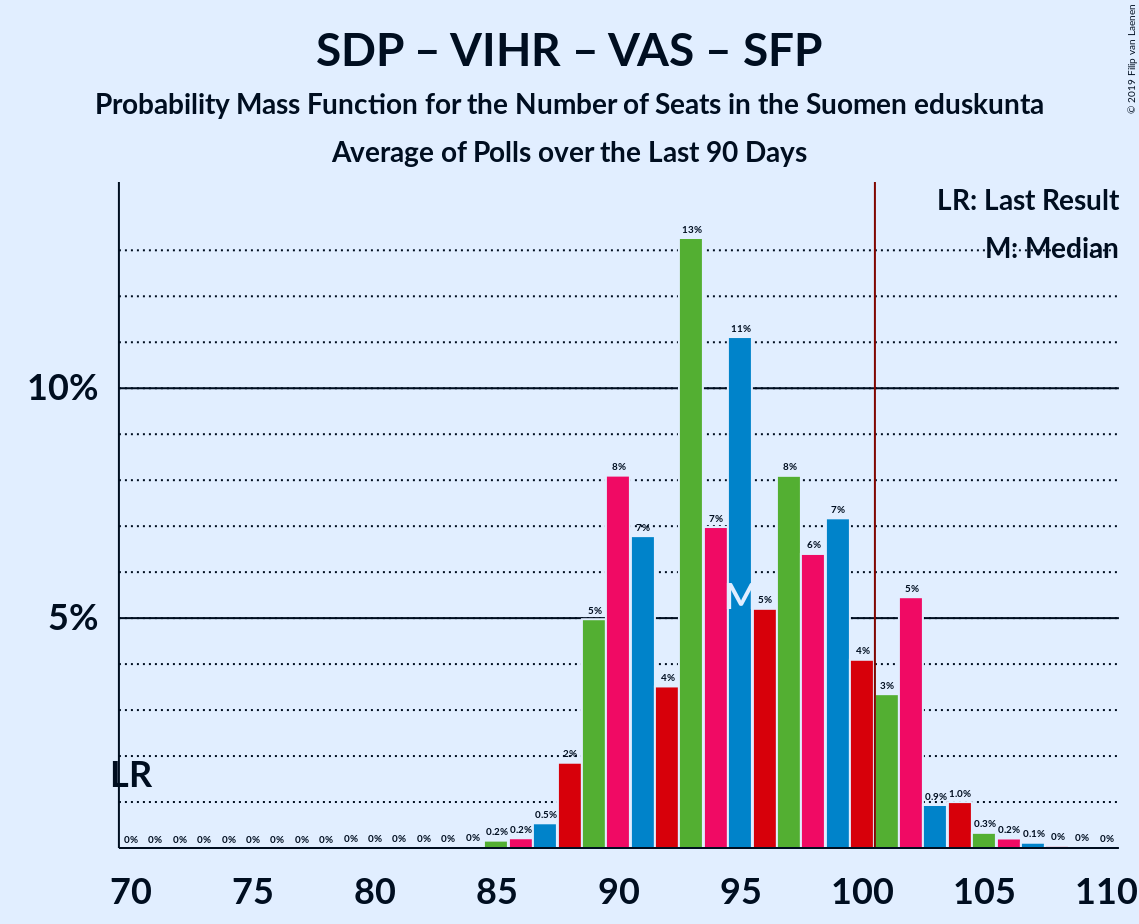 SDP – VIHR – VAS – SFP
Probability Mass Function for the Number of Seats in the Suomen eduskunta
Average of Polls over the Last 90 Days
© 2019 Filip van Laenen
LR: Last Result
M: Median
10%
5%
LR
M
0% 0% 0% 0% 0% 0% 0% 0% 0% 0% 0% 0% 0% 0% 0% 0.2% 0.2% 0.5% 2% 5% 8% 7% 4% 13% 7% 11% 5% 8% 6% 7% 4% 3% 5% 0.9% 1.0% 0.3% 0.2% 0.1% 0% 0% 0%
70 75 80 85 90 95 100 105 110